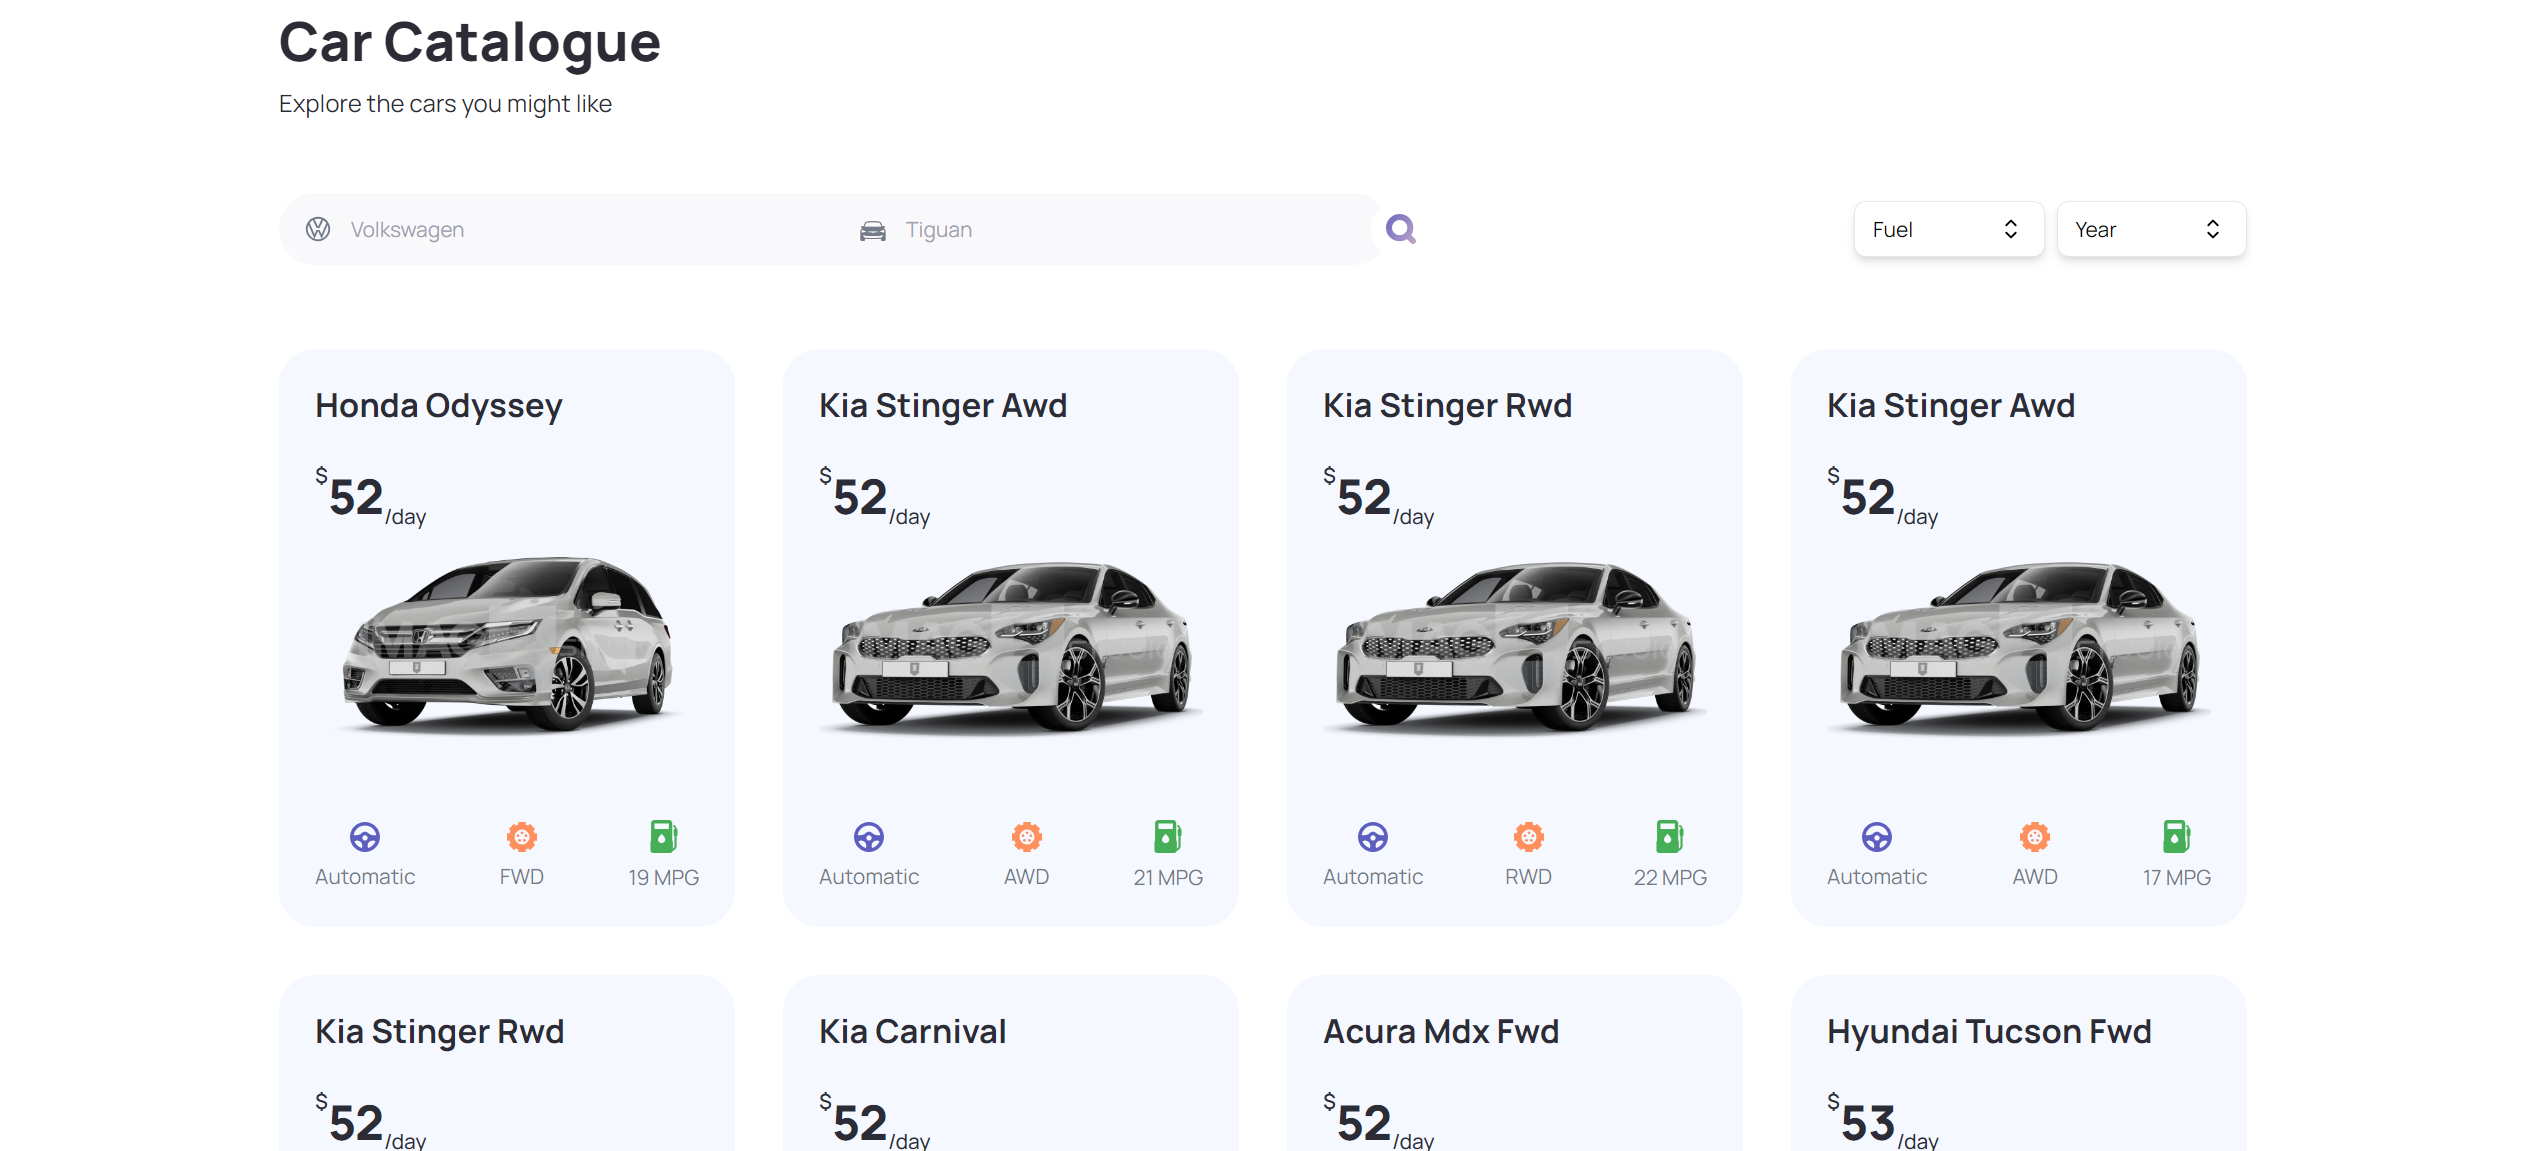 Car Catalogue
Explore the cars you might like
Volkswagen
Tiguan
Fuel
Year
Honda Odyssey
$52/day
Automatic
FWD
19 MPG
Kia Stinger Awd
$52/day
Automatic
AWD
21 MPG
Kia Stinger Rwd
$52/day
Automatic
RWD
22 MPG
Kia Stinger Awd
$52/day
Automatic
AWD
17 MPG
Kia Stinger Rwd
$52/day
Kia Carnival
$52/day
Acura Mdx Fwd
$52/day
Hyundai Tucson Fwd
$53/day